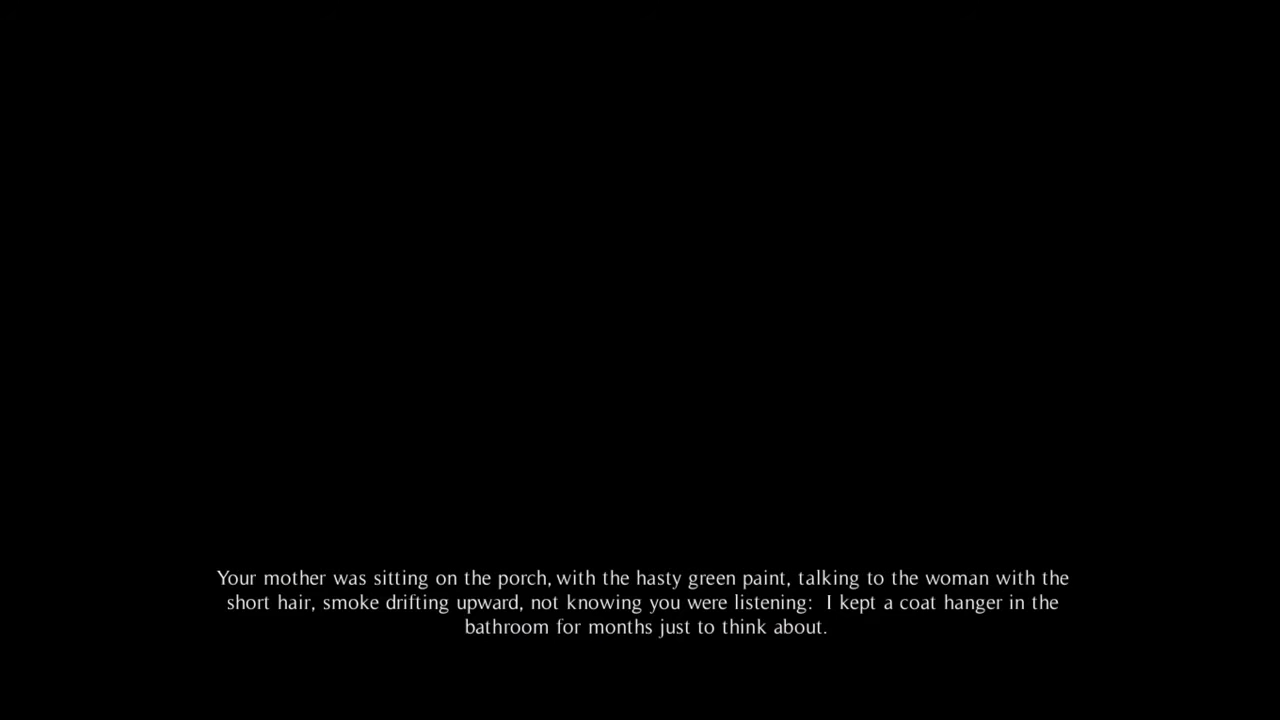 Your mother was sitting on the porch, with the hasty green paint, talking to the woman with the
short hair, smoke drifting upward, not knowing you were listening:  I kept a coat hanger in the
bathroom for months just to think about.